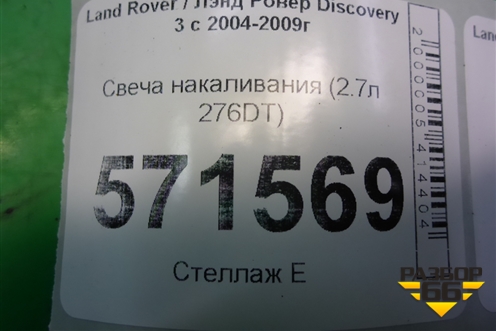 Land Rover / Лэнд Ровер Discovery
3 с 2004-2009г
Свеча накаливания (2.7л
276DT)
571569
Стеллаж Е
2000005414404
РАЗБОР
66